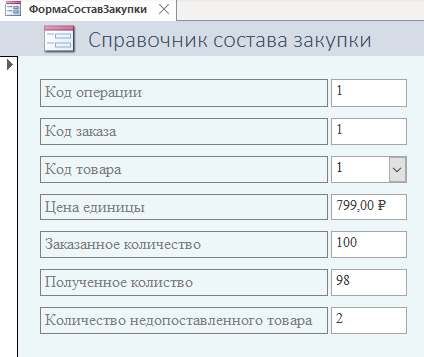 ФормаСоставЗакупки
Справочник состава закупки
Код операции 1
Код заказа 1
Код товара 1
Цена единицы 799,00 ₽
Заказанное количество 100
Полученное колиство 98
Количество недопоставленного товара 2